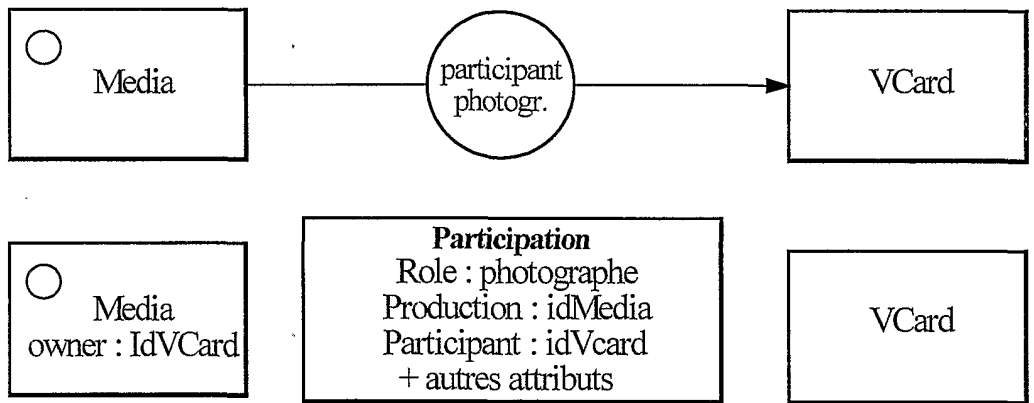 Media
participant
photogr.
VCard
Media
owner : IdVCard
Participation
Role : photographe
Production : idMedia
Participant : idVcard
+ autres attributs
VCard